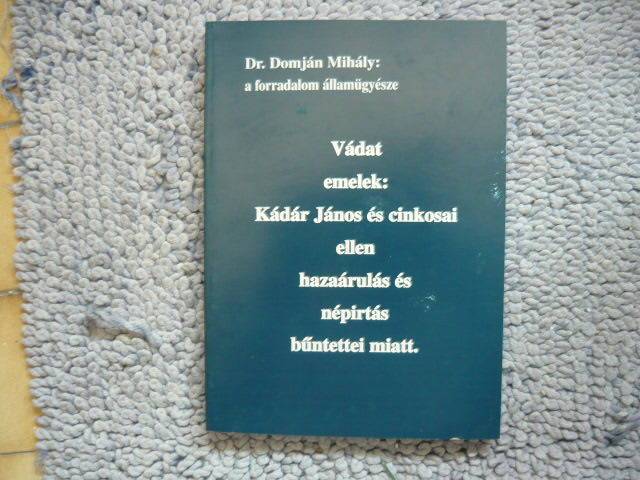 Dr. Domján Mihály:
a forradalom államügyésze
Vádat
emelek:
Kádár János és cinkosai
ellen
hazaárulás és
népirtás
bűntettei miatt.